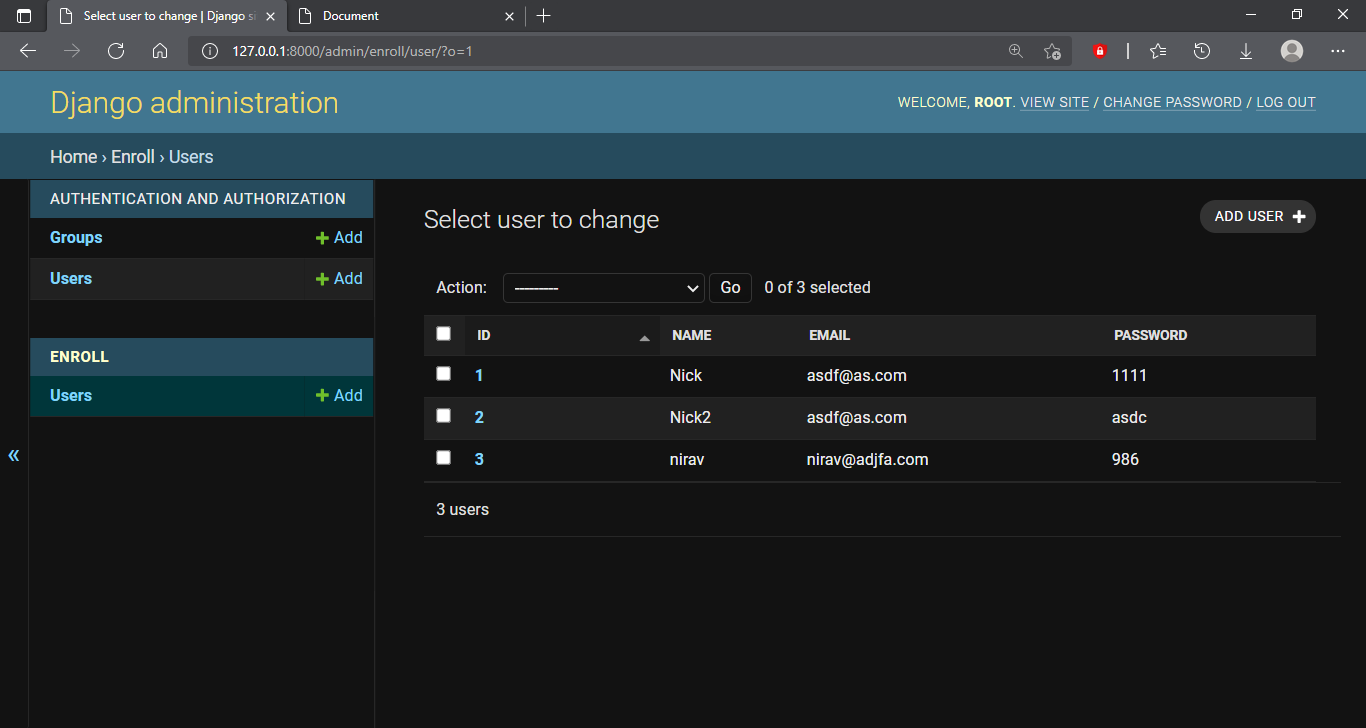 Select user to change | Django si
Document
127.0.0.1:8000/admin/enroll/user/?o=1
Django administration
WELCOME, ROOT. VIEW SITE / CHANGE PASSWORD / LOG OUT
Home › Enroll › Users
AUTHENTICATION AND AUTHORIZATION
Groups + Add
Users + Add
ENROLL
Users + Add
«
Select user to change
ADD USER +
Action: --------- Go 0 of 3 selected
ID NAME EMAIL PASSWORD
1 Nick asdf@as.com 1111
2 Nick2 asdf@as.com asdc
3 nirav nirav@adjfa.com 986
3 users